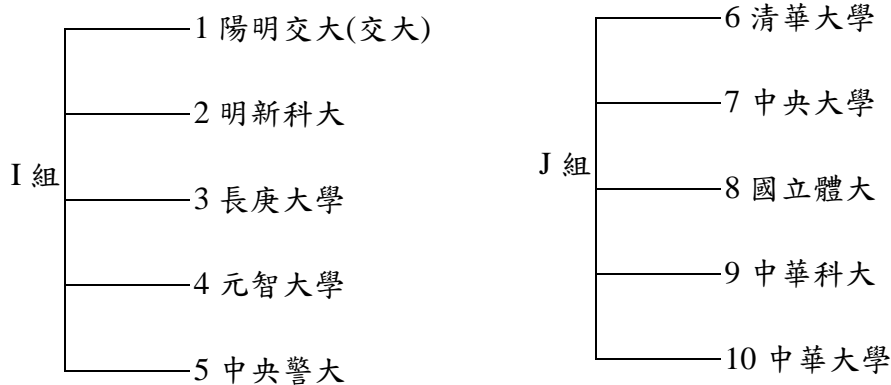 I 組
1 陽明交大(交大)
2 明新科大
3 長庚大學
4 元智大學
5 中央警大
J 組
6 清華大學
7 中央大學
8 國立體大
9 中華科大
10 中華大學